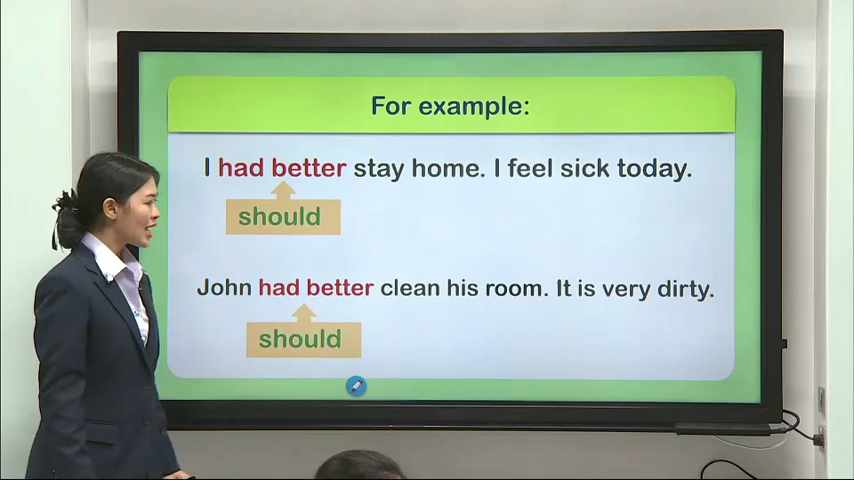 For example:
I had better stay home. I feel sick today.
should
John had better clean his room. It is very dirty.
should